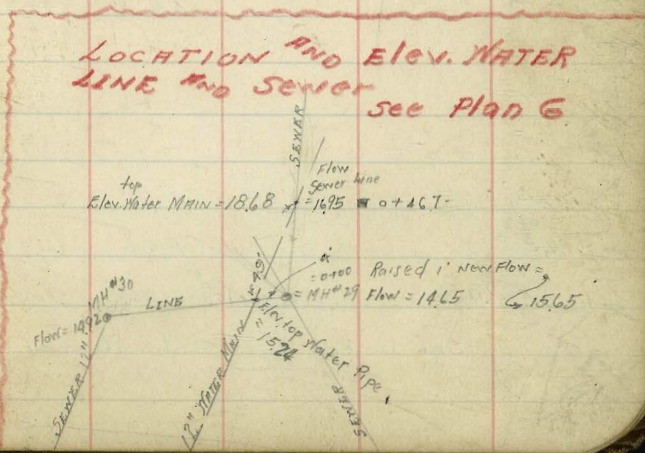 LOCATION AND Elev. WATER
LINE AND Sewer
See Plan G
SEWER
Flow
Sewer Line
= 16.95 0+46.7
top
Elev. Water MAIN = 18.68
= 0+00
Raised 1' new Flow =
15.65
= MH#29 Flow = 14.65
MH#30
LINE
Flow = 14.92
Elev. top Water Pipe
= 15.24
SEWER 12"
12" WATER MAIN
SEWER